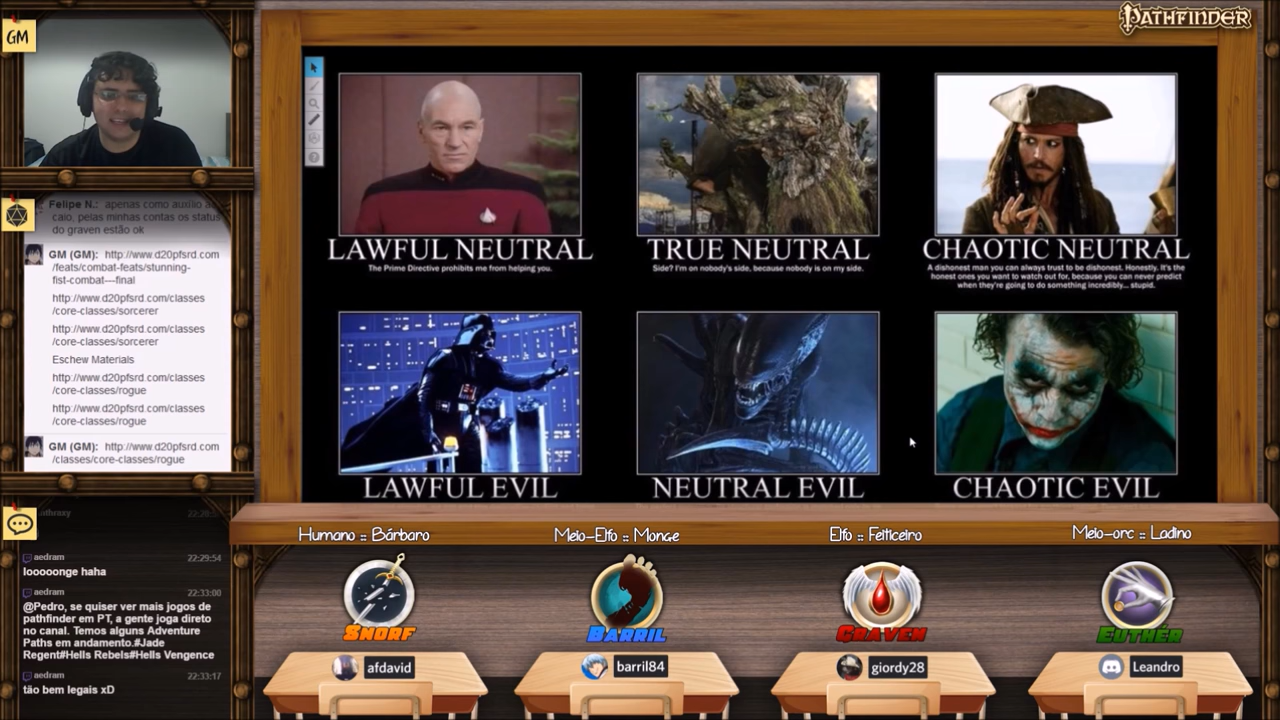 GM
PATHFINDER
LAWFUL NEUTRAL
The Prime Directive prohibits me from helping you.
TRUE NEUTRAL
Side? I'm on nobody's side, because nobody is on my side.
CHAOTIC NEUTRAL
A dishonest man you can always trust to be dishonest. Honestly. It's the
honest ones you want to watch out for, because you can never predict
when they're going to do something incredibly... stupid.
LAWFUL EVIL
NEUTRAL EVIL
CHAOTIC EVIL
Felipe N.: apenas como auxílio ao
caio, pelas minhas contas os status
do graven estão ok
GM (GM): http://www.d20pfsrd.com
/feats/combat-feats/stunning-
fist-combat---final
http://www.d20pfsrd.com/classes
/core-classes/sorcerer
http://www.d20pfsrd.com/classes
/core-classes/sorcerer
Eschew Materials
http://www.d20pfsrd.com/classes
/core-classes/rogue
http://www.d20pfsrd.com/classes
/core-classes/rogue
GM (GM): http://www.d20pfsrd.com
/classes/core-classes/rogue
aedram 22:29:54
looooonge haha
aedram 22:33:00
@Pedro, se quiser ver mais jogos de
pathfinder em PT, a gente joga direto
no canal. Temos alguns Adventure
Paths em andamento.#Jade
Regent#Hells Rebels#Hells Vengence
aedram 22:33:17
tão bem legais xD
Humano :: Bárbaro
Meio-Elfo :: Monge
Elfo :: Feiticeiro
Meio-orc :: Ladino
SNORF
BARRIL
GRAVEN
EUTHÉR
afdavid
barril84
giordy28
Leandro